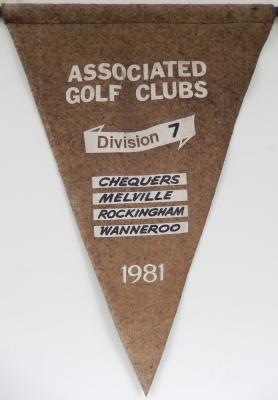 ASSOCIATED
GOLF CLUBS
Division 7
CHEQUERS
MELVILLE
ROCKINGHAM
WANNEROO
1981